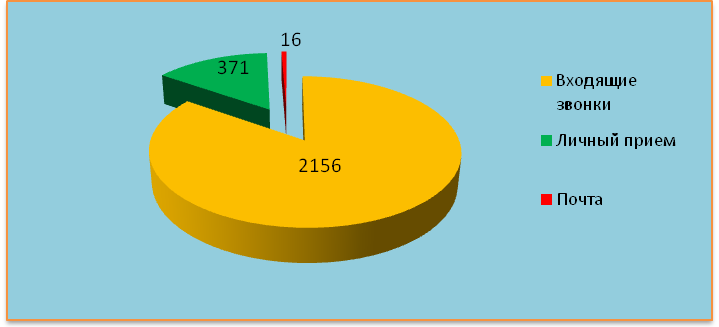 16
371
2156
Входящие
звонки
Личный прием
Почта